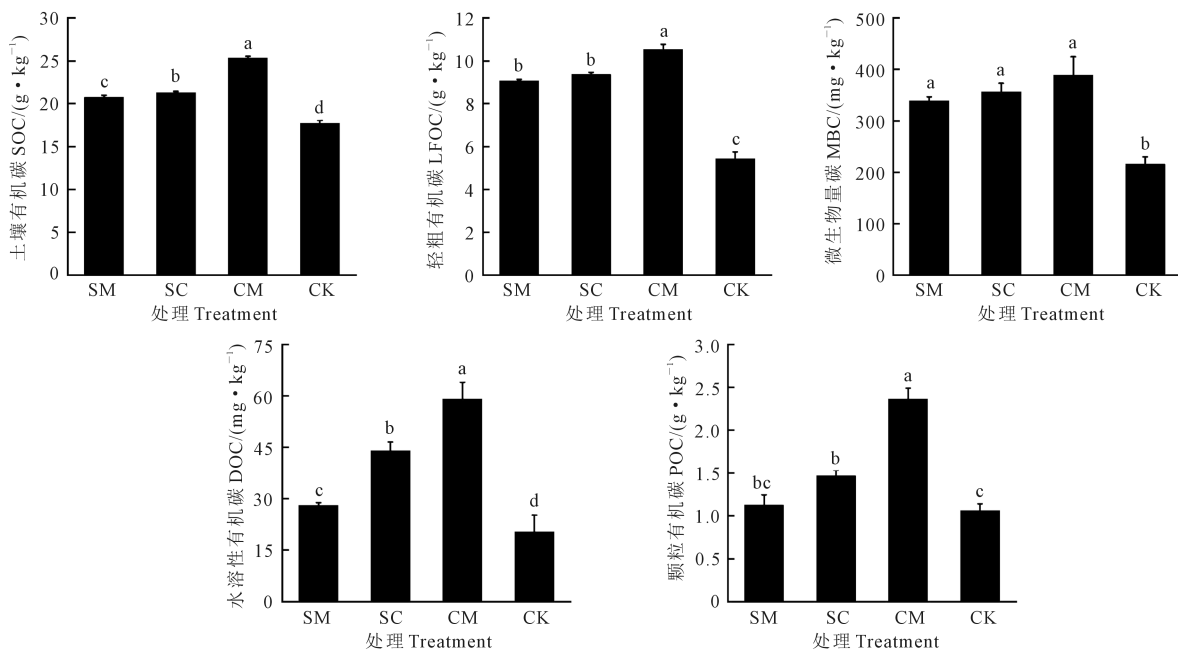 土壤有机碳 SOC/(g·kg⁻¹)
30
25
20
15
10
5
0
c
b
a
d
SM SC CM CK
处理 Treatment
轻粗有机碳 LFOC/(g·kg⁻¹)
12
10
8
6
4
2
0
b
b
a
c
SM SC CM CK
处理 Treatment
微生物量碳 MBC/(mg·kg⁻¹)
500
400
300
200
100
0
a
a
a
b
SM SC CM CK
处理 Treatment
水溶性有机碳 DOC/(mg·kg⁻¹)
75
60
45
30
15
0
c
b
a
d
SM SC CM CK
处理 Treatment
颗粒有机碳 POC/(g·kg⁻¹)
3.0
2.5
2.0
1.5
1.0
0.5
0
bc
b
a
c
SM SC CM CK
处理 Treatment